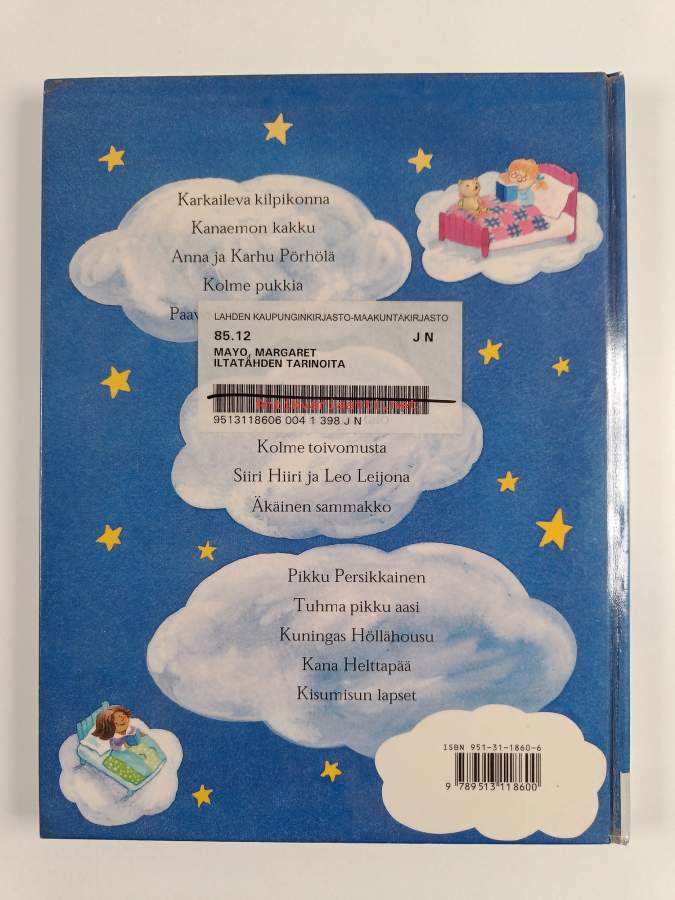 Karkaileva kilpikonna
Kanaemon kakku
Anna ja Karhu Pörhölä
Kolme pukkia
Paav
LAHDEN KAUPUNGINKIRJASTO-MAAKUNTAKIRJASTO
85.12 J N
MAYO, MARGARET
ILTATÄHDEN TARINOITA
9513118606 004 1 398 J N
Kolme toivomusta
Siiri Hiiri ja Leo Leijona
Äkäinen sammakko
Pikku Persikkainen
Tuhma pikku aasi
Kuningas Höllähousu
Kana Helttapää
Kisumisun lapset
ISBN 951-31-1860-6
9 789513 118600